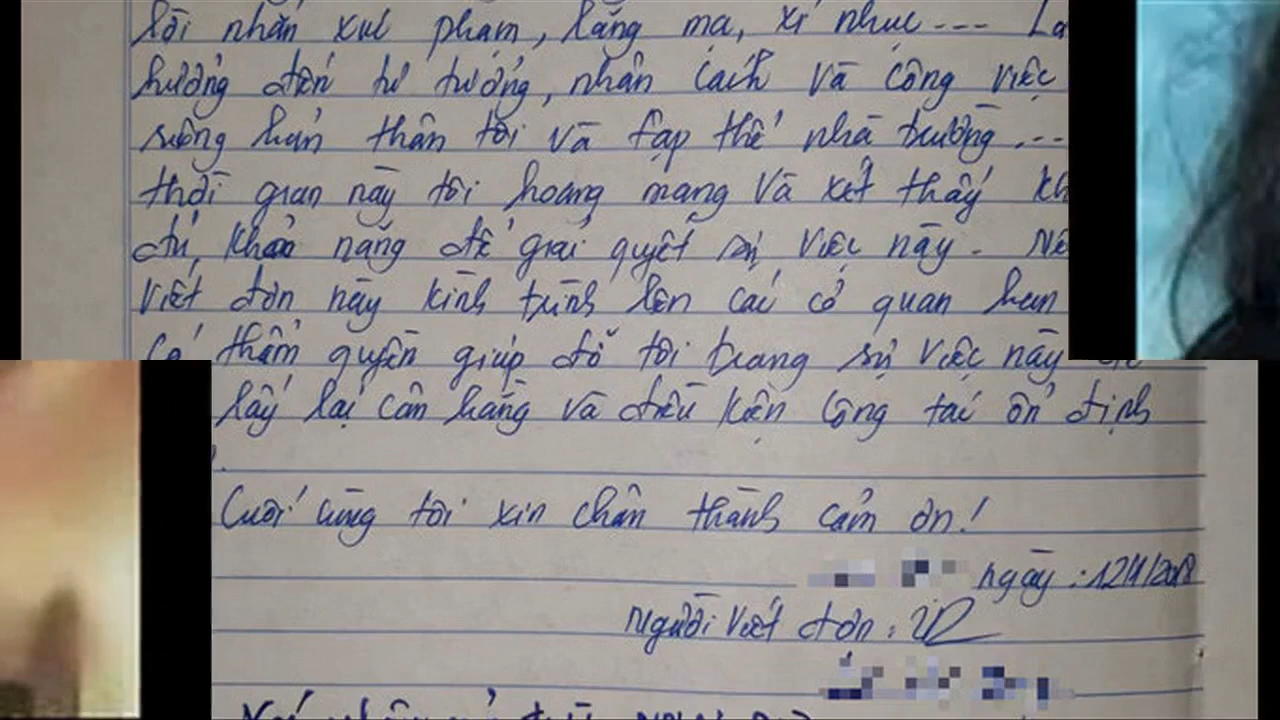 lời nhắn xúc phạm, lăng mạ, xỉ nhục ---
hưởng đến tư tưởng, nhân cách và công việc
thân tôi và tập thể nhà trường ...
thời gian này tôi hoang mang và xét thấy
đủ khả năng để giải quyết sự việc này.
viết đơn này kính trình lên các cơ quan ban
có thẩm quyền giúp đỡ tôi trong sự việc này
lấy lại cân bằng và điều kiện công tác ổn định
Cuối cùng tôi xin chân thành cảm ơn!
ngày : 12/4/2018
Người viết đơn :